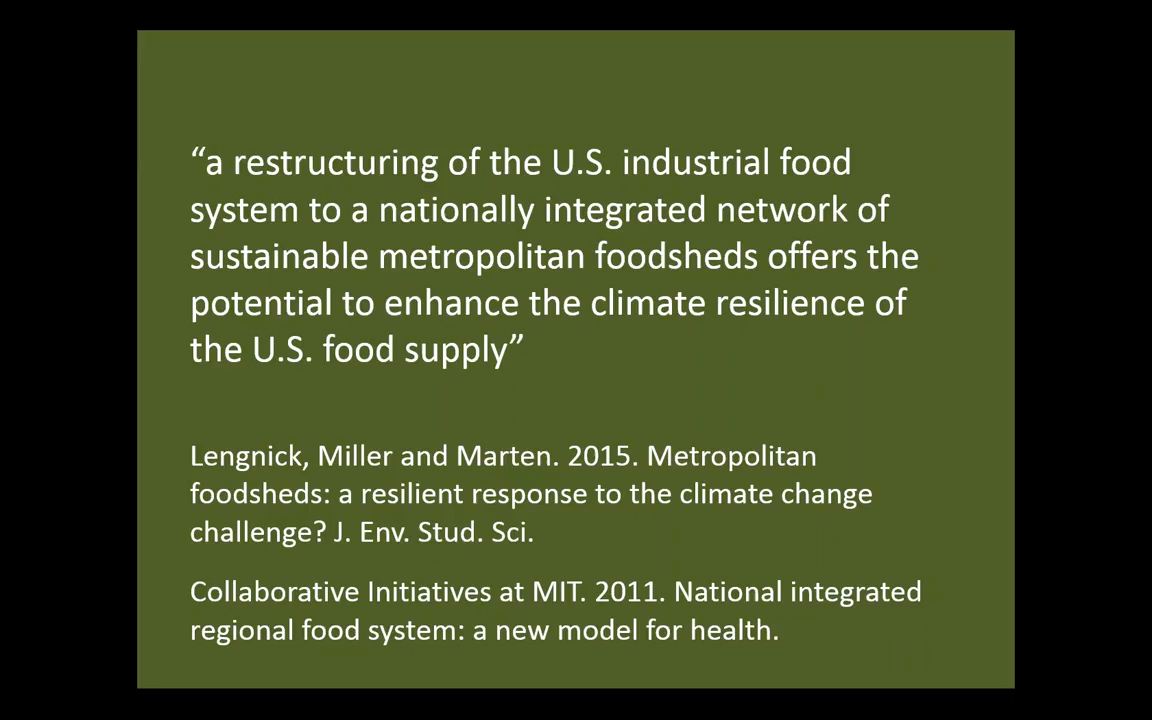 “a restructuring of the U.S. industrial food
system to a nationally integrated network of
sustainable metropolitan foodsheds offers the
potential to enhance the climate resilience of
the U.S. food supply”
Lengnick, Miller and Marten. 2015. Metropolitan
foodsheds: a resilient response to the climate change
challenge? J. Env. Stud. Sci.
Collaborative Initiatives at MIT. 2011. National integrated
regional food system: a new model for health.